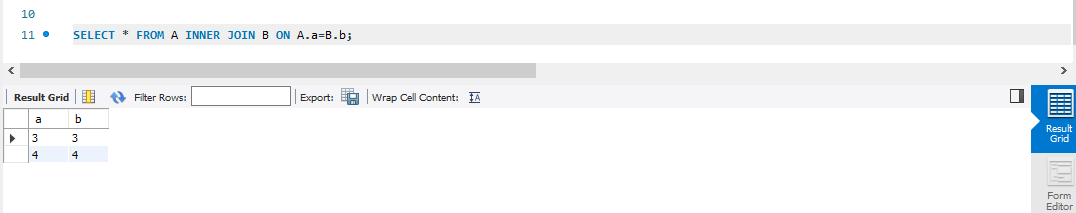 10
11 SELECT * FROM A INNER JOIN B ON A.a=B.b;
Result Grid Filter Rows: Export: Wrap Cell Content: IA
a b
3 3
4 4
Result
Grid
Form
Editor